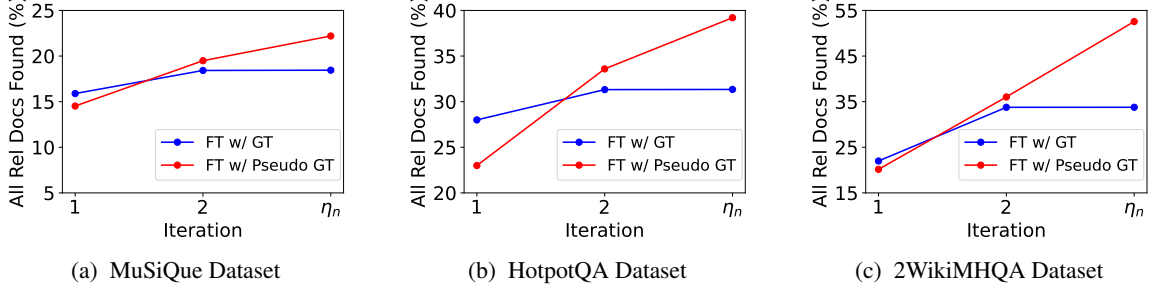 All Rel Docs Found (%)
25
20
15
10
5
1
2
ηn
Iteration
FT w/ GT
FT w/ Pseudo GT
(a) MuSiQue Dataset
All Rel Docs Found (%)
40
35
30
25
20
1
2
ηn
Iteration
FT w/ GT
FT w/ Pseudo GT
(b) HotpotQA Dataset
All Rel Docs Found (%)
55
45
35
25
15
1
2
ηn
Iteration
FT w/ GT
FT w/ Pseudo GT
(c) 2WikiMHQA Dataset